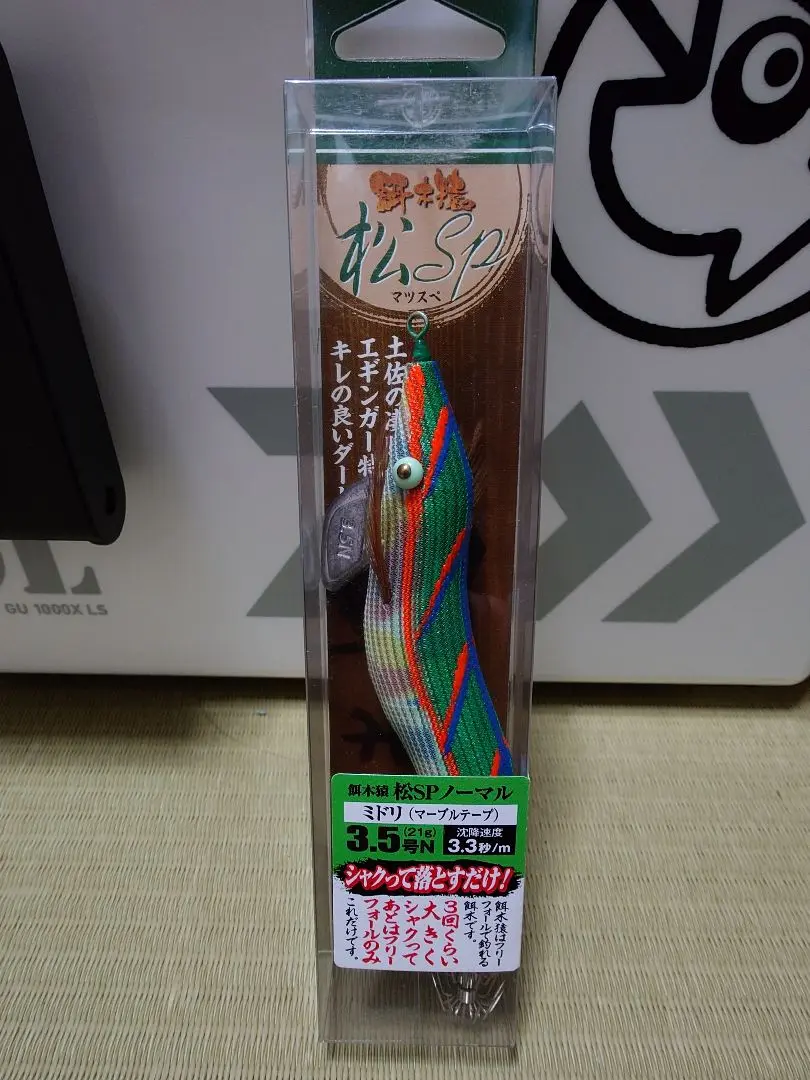 餌木猿
松Sp
マツスペ
土佐の
エギンガー特
キレの良いダー
3.5N
GU 1000X LS
餌木猿 松SPノーマル
ミドリ(マーブルテープ)
3.5号N
(21g)
沈降速度
3.3秒/m
シャクって落とすだけ!
餌木猿はフリー
フォールで釣れる
餌木です。
3回くらい
大きく
シャクって
あとはフリー
フォールのみ
これだけです。